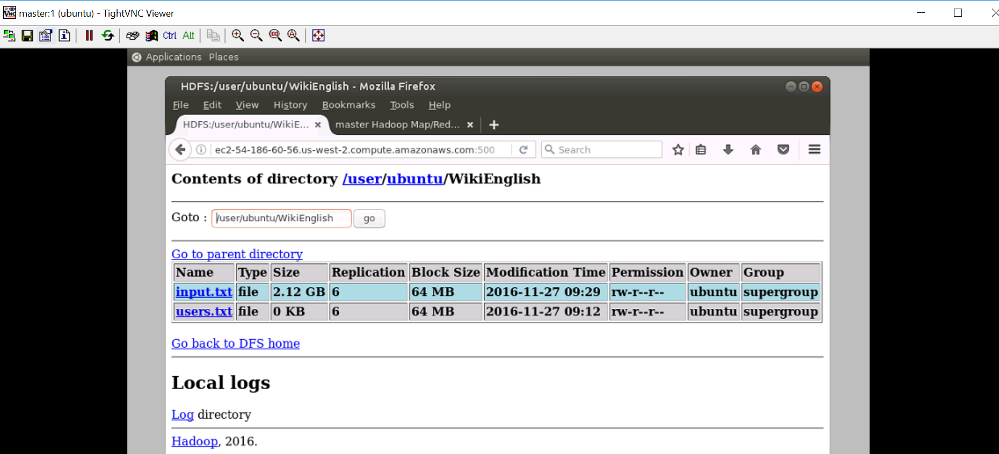 master:1 (ubuntu) - TightVNC Viewer
Ctrl Alt
Applications Places
HDFS:/user/ubuntu/WikiEnglish - Mozilla Firefox
File Edit View History Bookmarks Tools Help
HDFS:/user/ubuntu/WikiE... master Hadoop Map/Red...
ec2-54-186-60-56.us-west-2.compute.amazonaws.com:500 Search
Contents of directory /user/ubuntu/WikiEnglish
Goto : /user/ubuntu/WikiEnglish go
Go to parent directory
Name Type Size Replication Block Size Modification Time Permission Owner Group
input.txt file 2.12 GB 6 64 MB 2016-11-27 09:29 rw-r--r-- ubuntu supergroup
users.txt file 0 KB 6 64 MB 2016-11-27 09:12 rw-r--r-- ubuntu supergroup
Go back to DFS home
Local logs
Log directory
Hadoop, 2016.